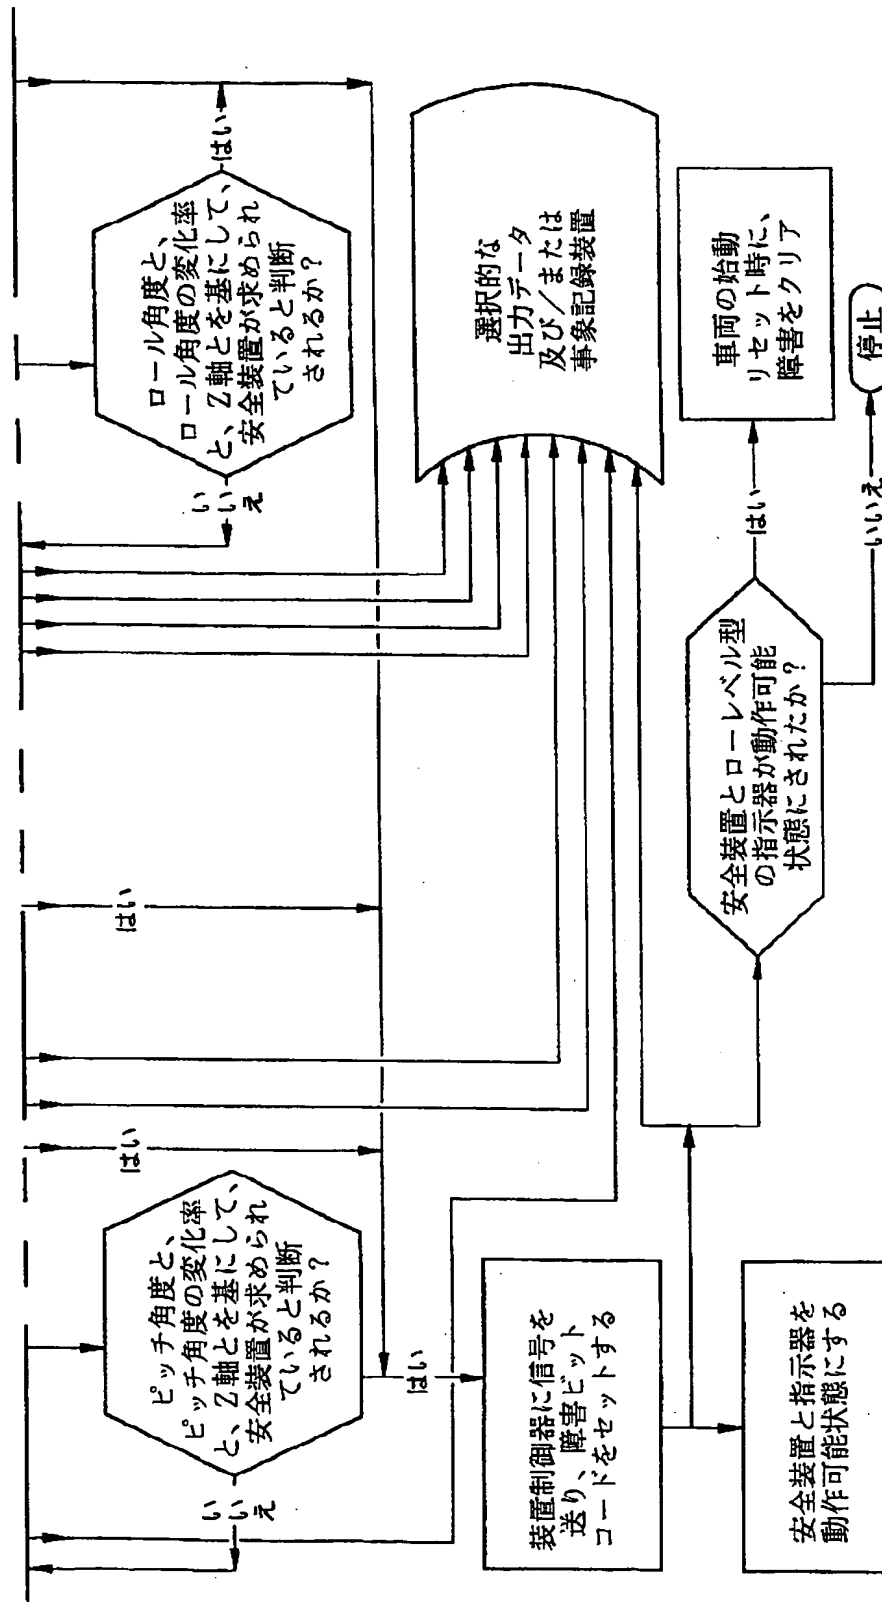 ピッチ角度と、
ピッチ角度の変化率
と、Z軸とを基にして、
安全装置が求められ
ていると判断
されるか？
いいえ
はい
はい
はい
ロール角度と、
ロール角度の変化率
と、Z軸とを基にして、
安全装置が求められ
ていると判断
されるか？
いいえ
はい
装置制御器に信号を
送り、障害ビット
コードをセットする
選択的な
出力データ
及び／または
事象記録装置
安全装置と指示器を
動作可能状態にする
安全装置とローレベル型
の指示器が動作可能
状態にされたか？
はい
いいえ
車両の始動
リセット時に、
障害をクリア
停止